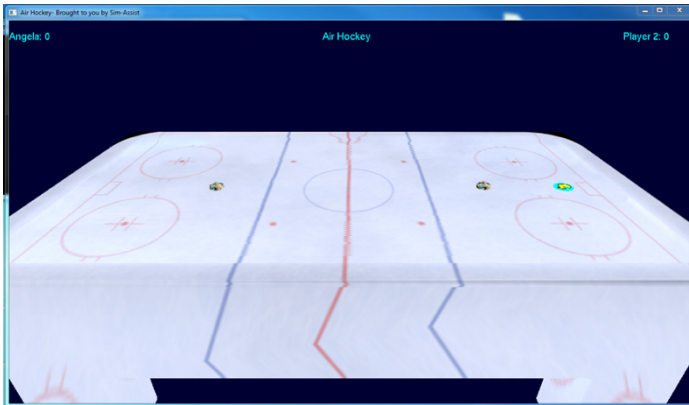 Air Hockey- Brought to you by Sim-Assist
Angela: 0
Air Hockey
Player 2: 0